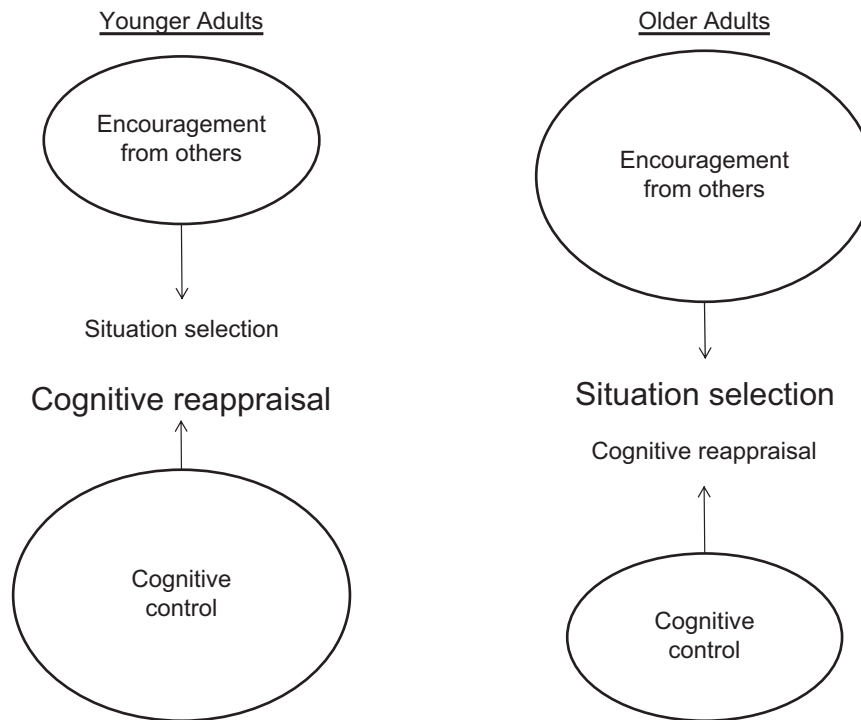 Younger Adults
Encouragement
from others
Situation selection
Cognitive reappraisal
Cognitive
control
Older Adults
Encouragement
from others
Situation selection
Cognitive reappraisal
Cognitive
control